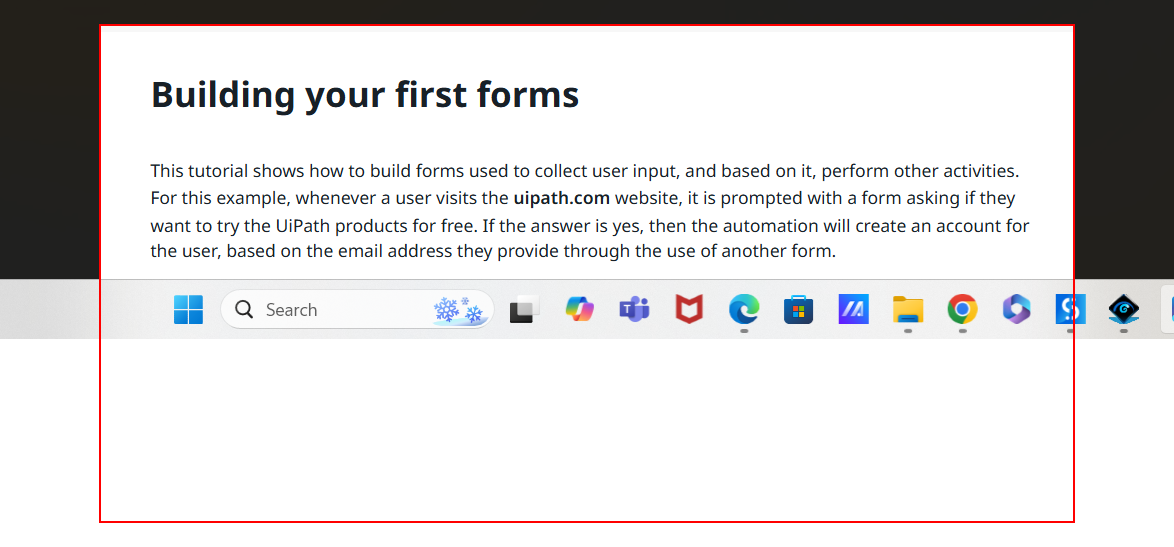 Building your first forms
This tutorial shows how to build forms used to collect user input, and based on it, perform other activities.
For this example, whenever a user visits the uipath.com website, it is prompted with a form asking if they
want to try the UiPath products for free. If the answer is yes, then the automation will create an account for
the user, based on the email address they provide through the use of another form.
Search